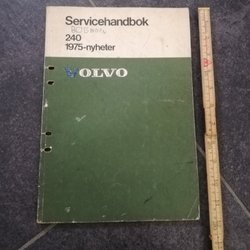 Servicehandbok
240
1975-nyheter
VOLVO